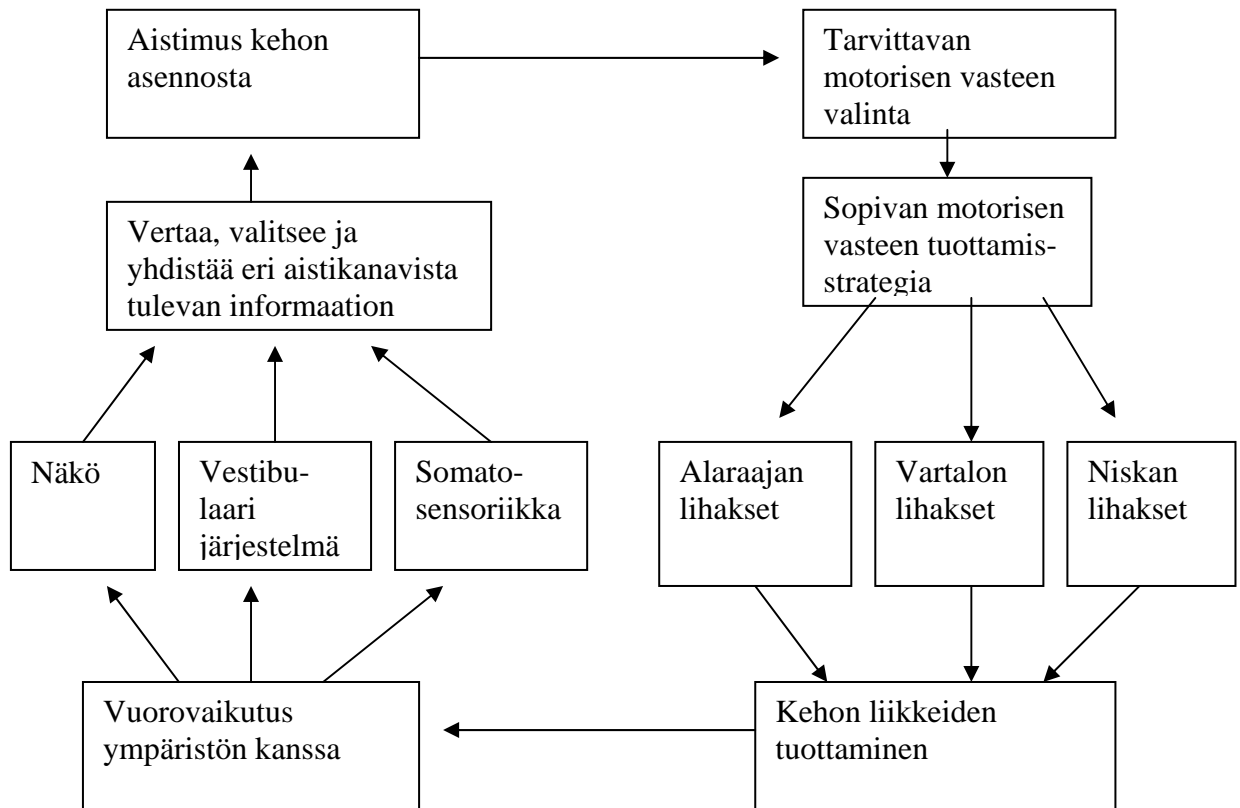 Aistimus kehon
asennosta
Tarvittavan
motorisen vasteen
valinta
Vertaa, valitsee ja
yhdistää eri aistikanavista
tulevan informaation
Sopivan motorisen
vasteen tuottamis-
strategia
Näkö
Vestibu-
laari
järjestelmä
Somato-
sensoriikka
Alaraajan
lihakset
Vartalon
lihakset
Niskan
lihakset
Vuorovaikutus
ympäristön kanssa
Kehon liikkeiden
tuottaminen